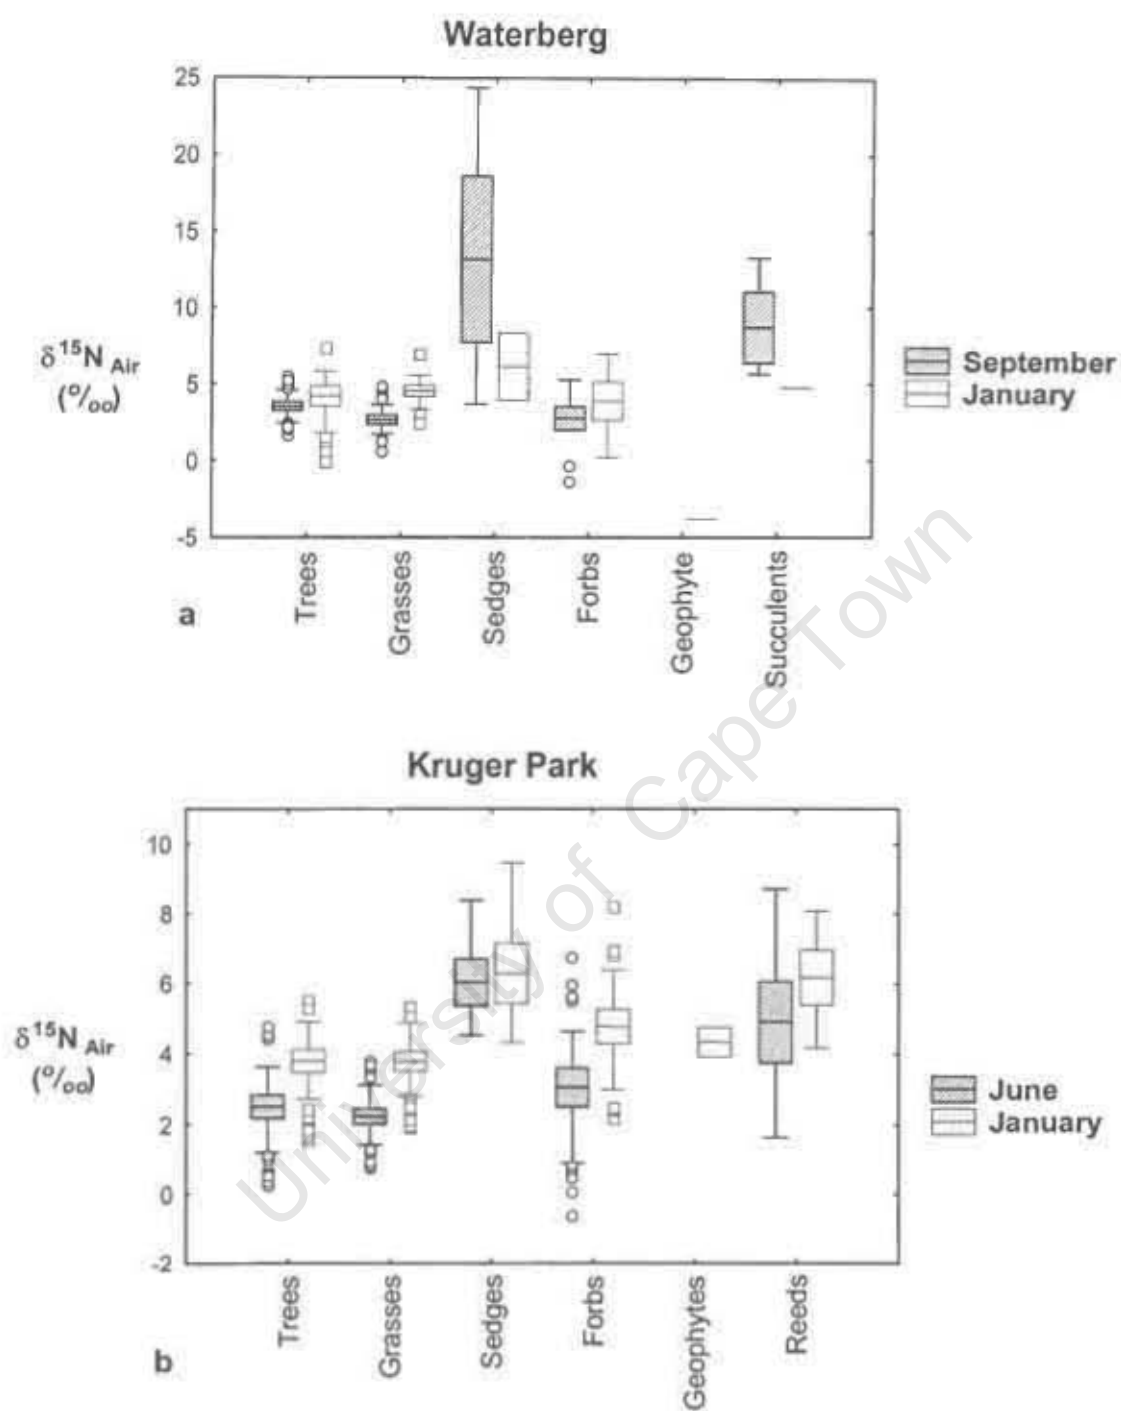 Waterberg
25
20
15
10
5
0
-5
δ15N Air
(°/oo)
September
January
Trees
Grasses
Sedges
Forbs
Geophyte
Succulents
a
Kruger Park
10
8
6
4
2
0
-2
δ15N Air
(°/oo)
June
January
Trees
Grasses
Sedges
Forbs
Geophytes
Reeds
b
University of Cape Town